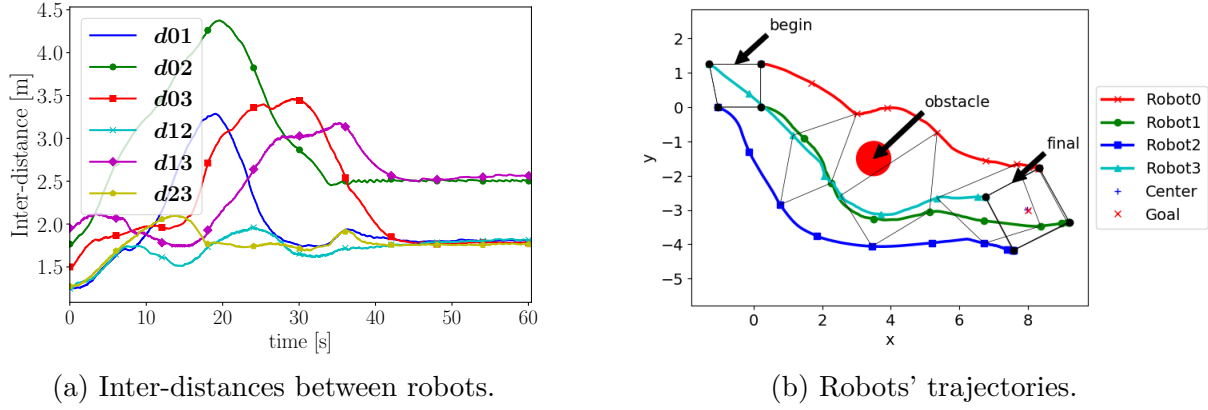 4.5
4.0
3.5
3.0
2.5
2.0
1.5
Inter-distance [m]
d01
d02
d03
d12
d13
d23
0 10 20 30 40 50 60
time [s]
(a) Inter-distances between robots.
2
1
0
−1
−2
−3
−4
−5
y
begin
obstacle
final
0 2 4 6 8
x
Robot0
Robot1
Robot2
Robot3
Center
Goal
(b) Robots' trajectories.